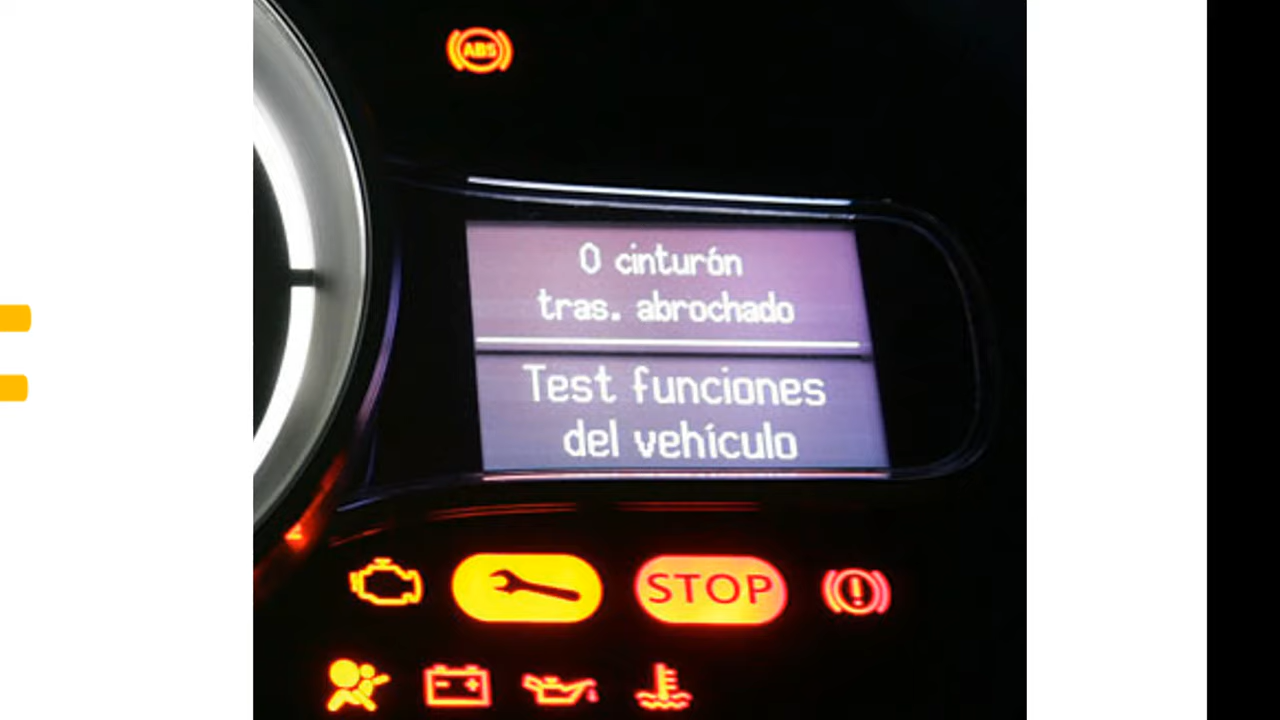 ABS
0 cinturón
tras. abrochado
Test funciones
del vehículo
STOP